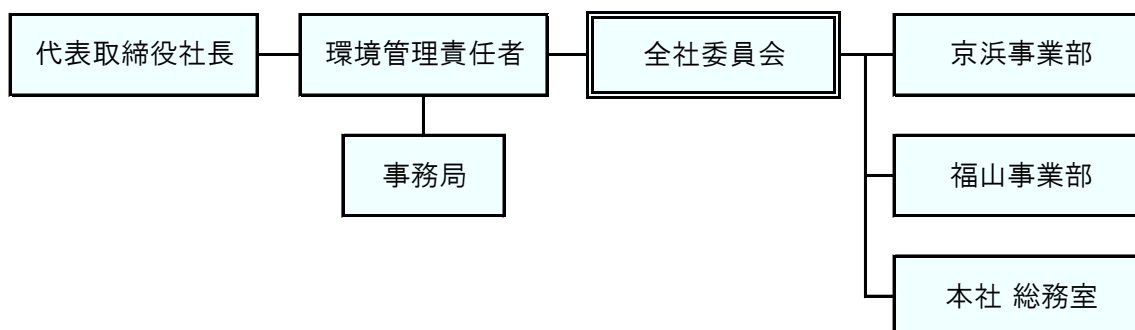 代表取締役社長
環境管理責任者
全社委員会
京浜事業部
事務局
福山事業部
本社 総務室